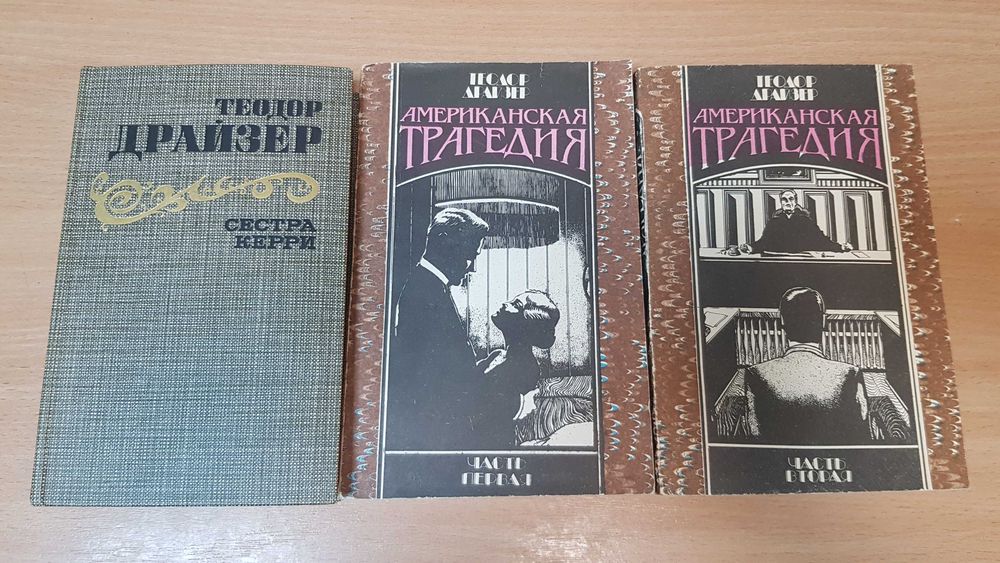 ТЕОДОР
ДРАЙЗЕР
СЕСТРА
КЕРРИ
ТЕОДОР
ДРАЙЗЕР
АМЕРИКАНСКАЯ
ТРАГЕДИЯ
ЧАСТЬ
ПЕРВАЯ
ТЕОДОР
ДРАЙЗЕР
АМЕРИКАНСКАЯ
ТРАГЕДИЯ
ЧАСТЬ
ВТОРАЯ